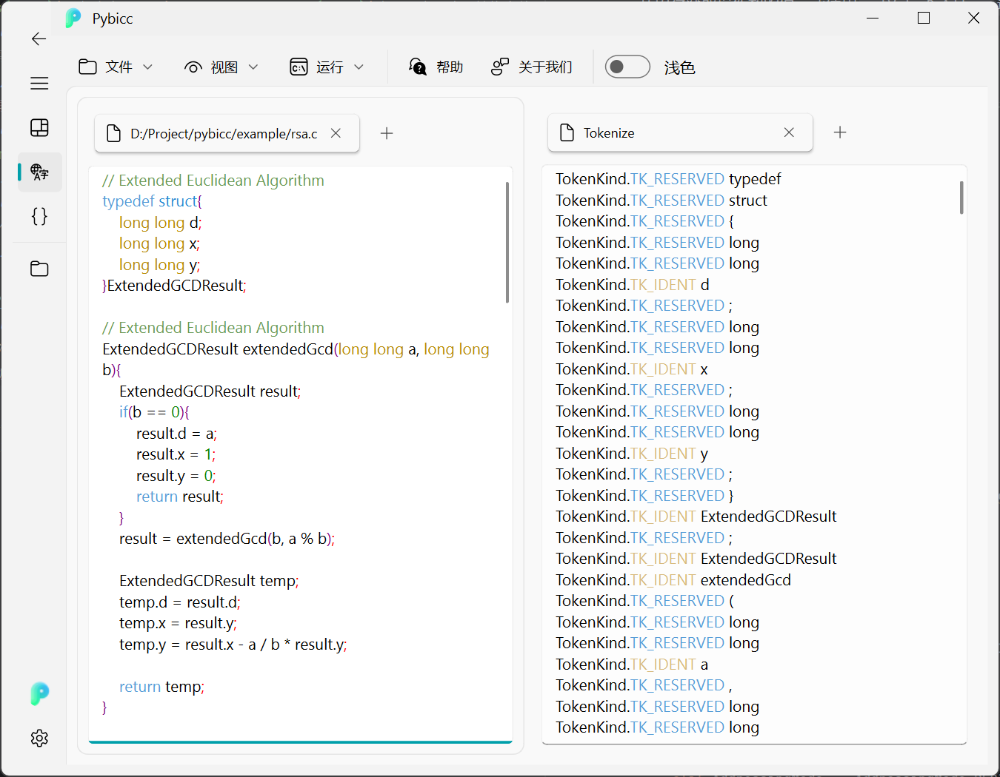 Pybicc
文件 视图 运行 帮助 关于我们 浅色
D:/Project/pybicc/example/rsa.c
// Extended Euclidean Algorithm
typedef struct{
long long d;
long long x;
long long y;
}ExtendedGCDResult;
// Extended Euclidean Algorithm
ExtendedGCDResult extendedGcd(long long a, long long
b){
ExtendedGCDResult result;
if(b == 0){
result.d = a;
result.x = 1;
result.y = 0;
return result;
}
result = extendedGcd(b, a % b);
ExtendedGCDResult temp;
temp.d = result.d;
temp.x = result.y;
temp.y = result.x - a / b * result.y;
return temp;
}
Tokenize
TokenKind.TK_RESERVED typedef
TokenKind.TK_RESERVED struct
TokenKind.TK_RESERVED {
TokenKind.TK_RESERVED long
TokenKind.TK_RESERVED long
TokenKind.TK_IDENT d
TokenKind.TK_RESERVED ;
TokenKind.TK_RESERVED long
TokenKind.TK_RESERVED long
TokenKind.TK_IDENT x
TokenKind.TK_RESERVED ;
TokenKind.TK_RESERVED long
TokenKind.TK_RESERVED long
TokenKind.TK_IDENT y
TokenKind.TK_RESERVED ;
TokenKind.TK_RESERVED }
TokenKind.TK_IDENT ExtendedGCDResult
TokenKind.TK_RESERVED ;
TokenKind.TK_IDENT ExtendedGCDResult
TokenKind.TK_IDENT extendedGcd
TokenKind.TK_RESERVED (
TokenKind.TK_RESERVED long
TokenKind.TK_RESERVED long
TokenKind.TK_IDENT a
TokenKind.TK_RESERVED ,
TokenKind.TK_RESERVED long
TokenKind.TK_RESERVED long